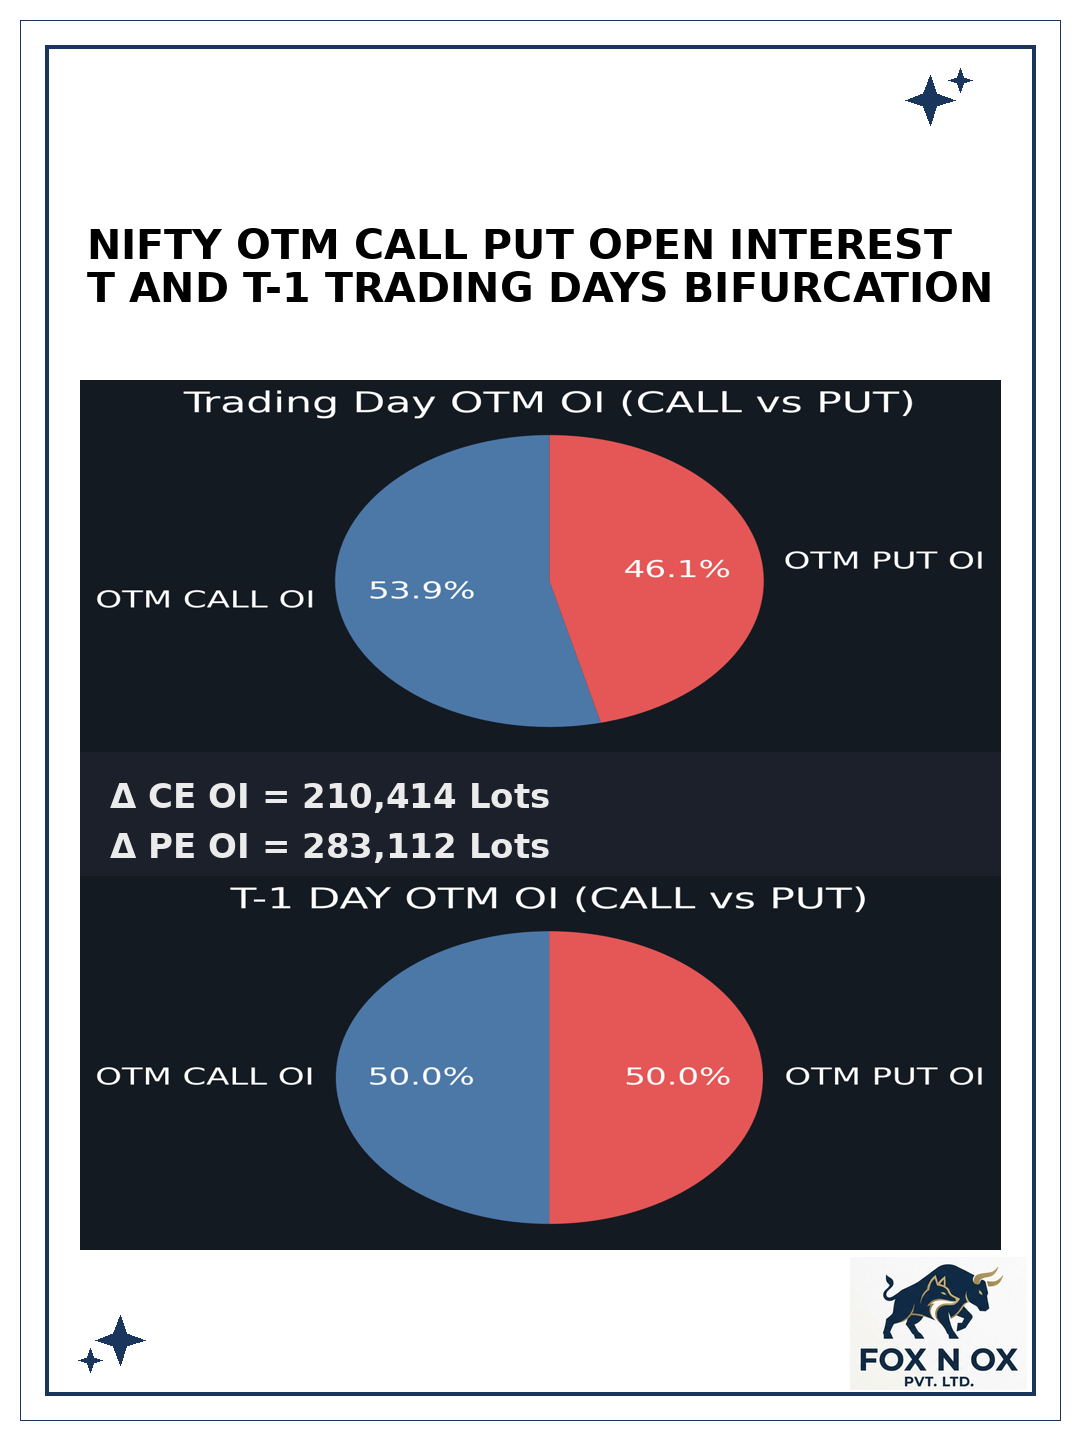 NIFTY OTM CALL PUT OPEN INTEREST
T AND T-1 TRADING DAYS BIFURCATION
Trading Day OTM OI (CALL vs PUT)
OTM CALL OI
53.9%
46.1%
OTM PUT OI
Δ CE OI = 210,414 Lots
Δ PE OI = 283,112 Lots
T-1 DAY OTM OI (CALL vs PUT)
OTM CALL OI
50.0%
50.0%
OTM PUT OI
FOX N OX
PVT. LTD.